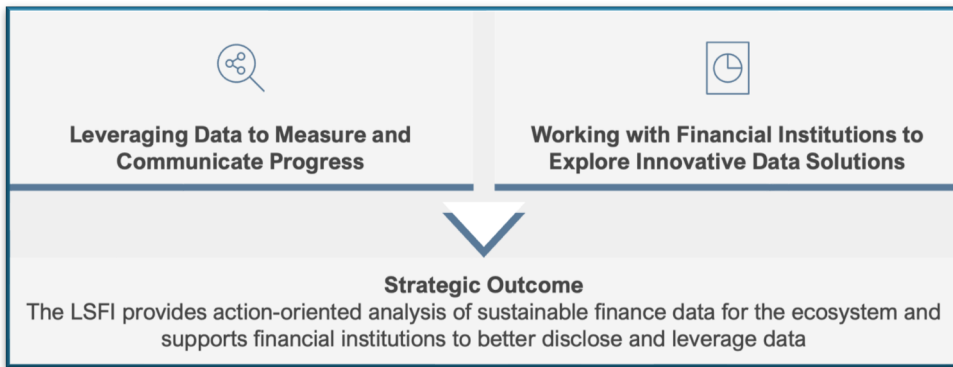 Leveraging Data to Measure and
Communicate Progress
Working with Financial Institutions to
Explore Innovative Data Solutions
Strategic Outcome
The LSFI provides action-oriented analysis of sustainable finance data for the ecosystem and
supports financial institutions to better disclose and leverage data